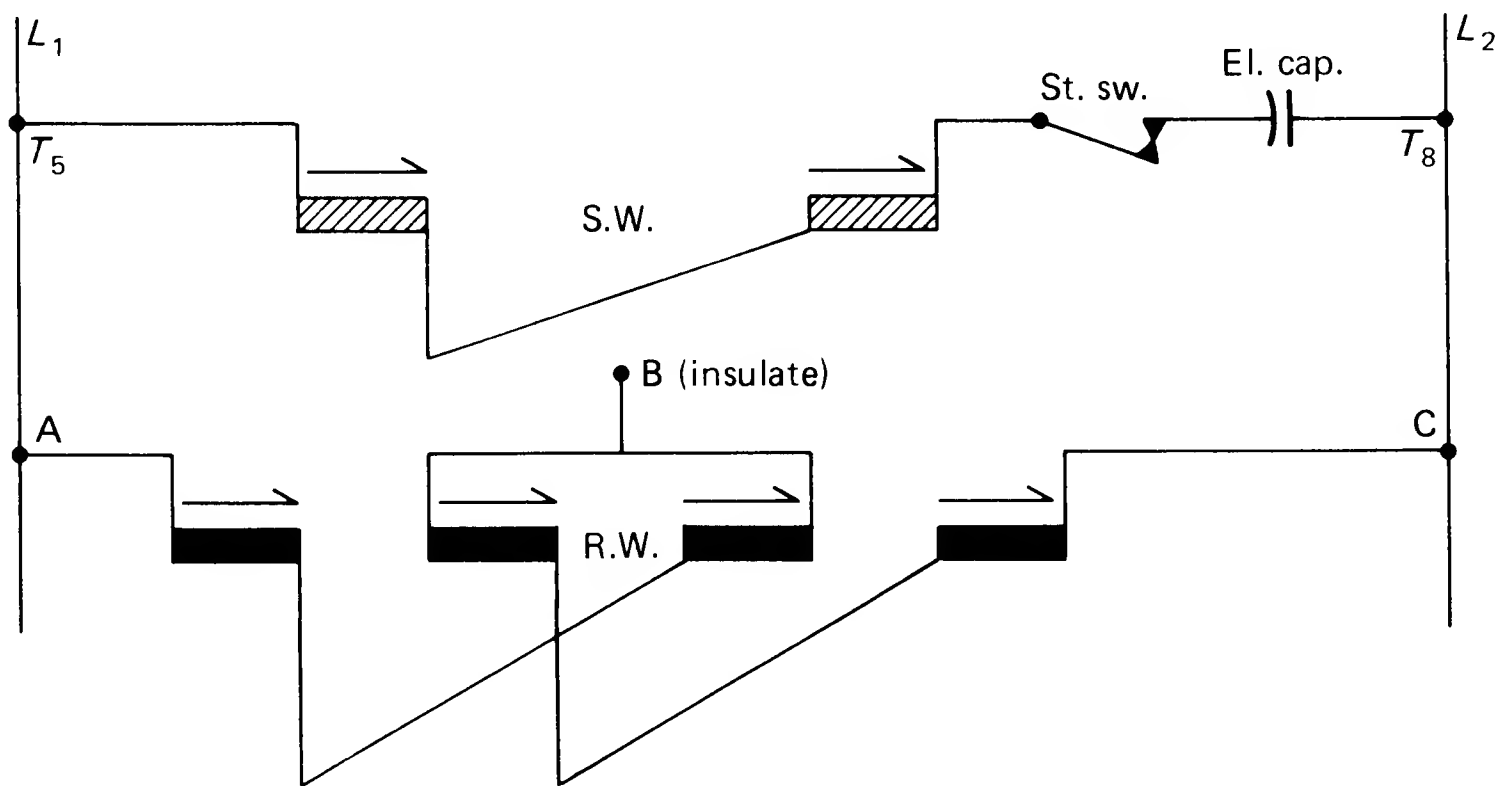 L1
L2
El. cap.
St. sw.
T5
T8
S.W.
B (insulate)
A
C
R.W.